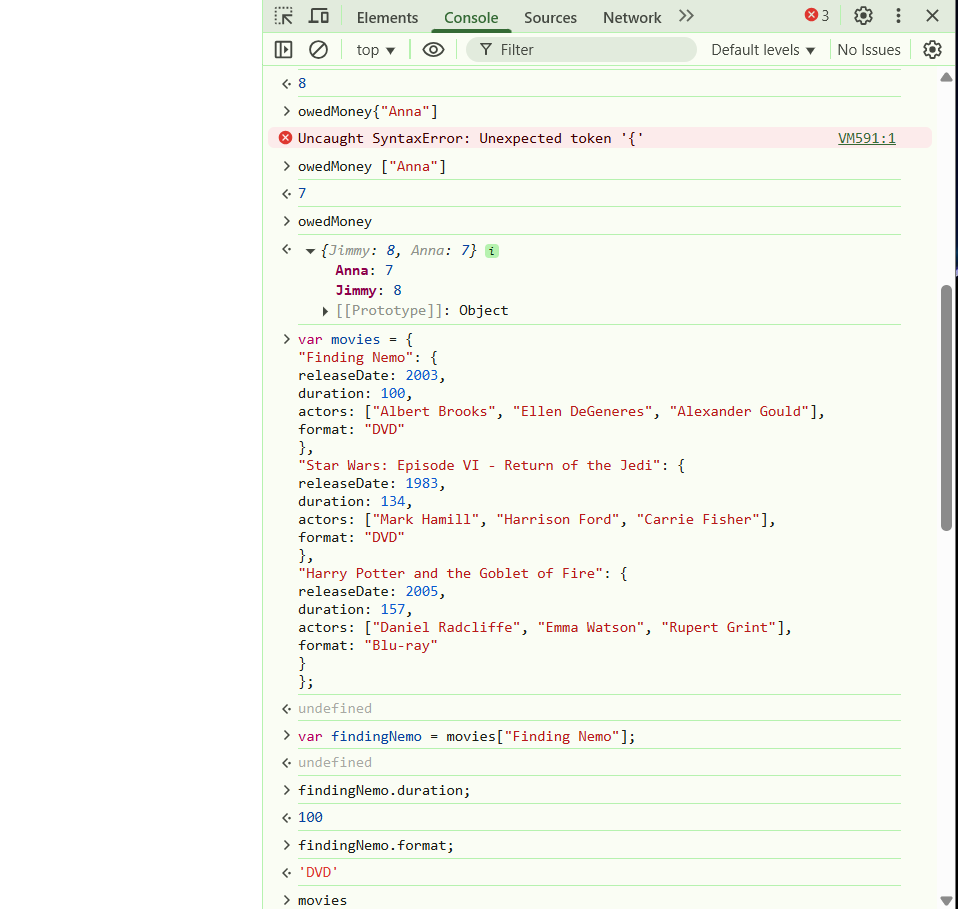 Elements Console Sources Network 3
top Filter Default levels No Issues
8
owedMoney{"Anna"]
Uncaught SyntaxError: Unexpected token '{' VM591:1
owedMoney ["Anna"]
7
owedMoney
{Jimmy: 8, Anna: 7} i
Anna: 7
Jimmy: 8
[[Prototype]]: Object
var movies = {
"Finding Nemo": {
releaseDate: 2003,
duration: 100,
actors: ["Albert Brooks", "Ellen DeGeneres", "Alexander Gould"],
format: "DVD"
},
"Star Wars: Episode VI - Return of the Jedi": {
releaseDate: 1983,
duration: 134,
actors: ["Mark Hamill", "Harrison Ford", "Carrie Fisher"],
format: "DVD"
},
"Harry Potter and the Goblet of Fire": {
releaseDate: 2005,
duration: 157,
actors: ["Daniel Radcliffe", "Emma Watson", "Rupert Grint"],
format: "Blu-ray"
}
};
undefined
var findingNemo = movies["Finding Nemo"];
undefined
findingNemo.duration;
100
findingNemo.format;
'DVD'
movies